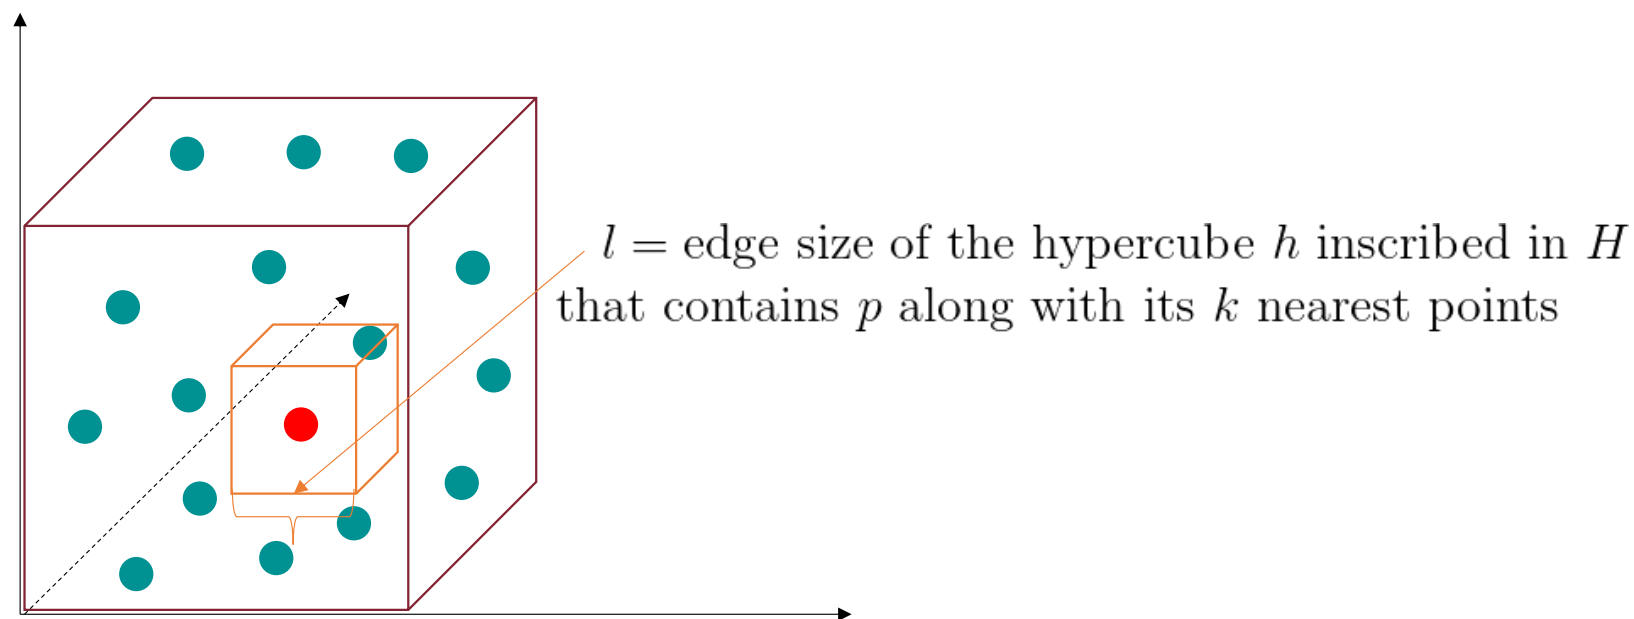 l = edge size of the hypercube h inscribed in H
that contains p along with its k nearest points